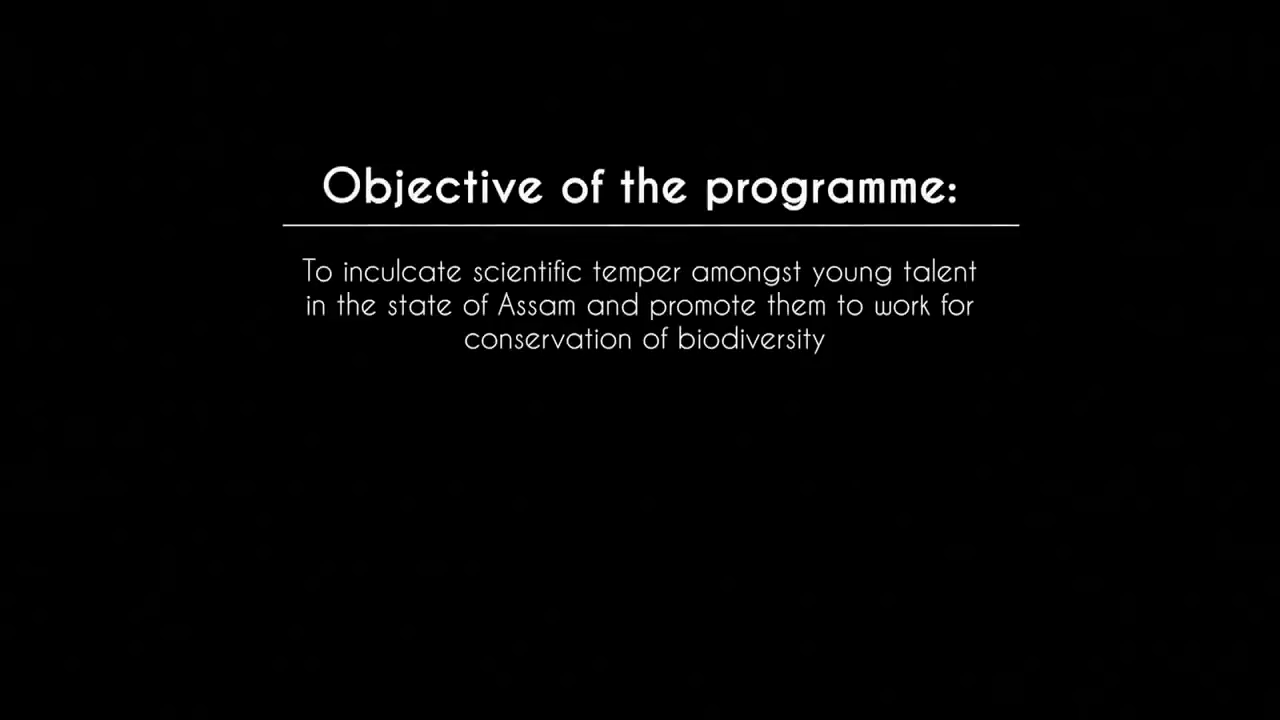 Objective of the programme:
To inculcate scientific temper amongst young talent
in the state of Assam and promote them to work for
conservation of biodiversity